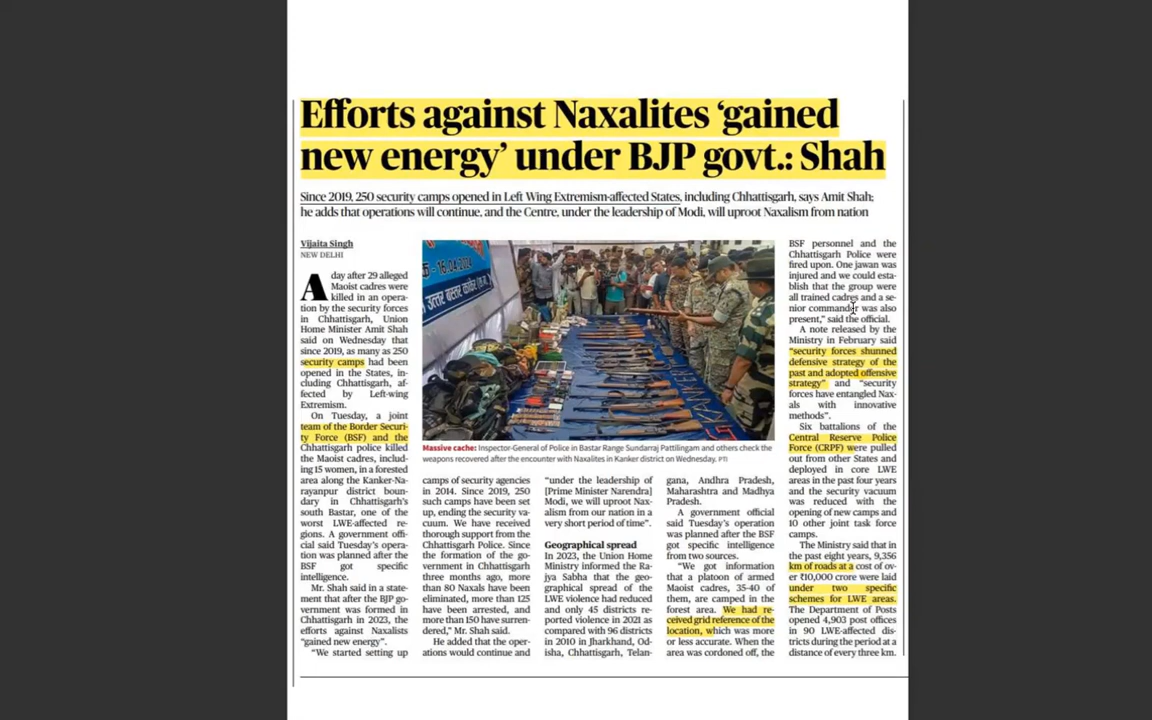 Efforts against Naxalites ‘gained
new energy’ under BJP govt.: Shah
Since 2019, 250 security camps opened in Left Wing Extremism-affected States, including Chhattisgarh, says Amit Shah;
he adds that operations will continue, and the Centre, under the leadership of Modi, will uproot Naxalism from nation
Vijaita Singh
NEW DELHI
A day after 29 alleged
Maoist cadres were
killed in an opera-
tion by the security forces
in Chhattisgarh, Union
Home Minister Amit Shah
said on Wednesday that
since 2019, as many as 250
security camps had been
opened in the States, in-
cluding Chhattisgarh, af-
fected by Left-wing
Extremism.
On Tuesday, a joint
team of the Border Securi-
ty Force (BSF) and the
Chhattisgarh police killed
the Maoist cadres, includ-
ing 15 women, in a forested
area along the Kanker-Na-
rayanpur district boun-
dary in Chhattisgarh's
south Bastar, one of the
worst LWE-affected re-
gions. A government offi-
cial said Tuesday's opera-
tion was planned after the
BSF got specific
intelligence.
Mr. Shah said in a state-
ment that after the BJP go-
vernment was formed in
Chhattisgarh in 2023, the
efforts against Naxalists
“gained new energy”.
“We started setting up
- 16.04.2024
उत्तर बस्तर कांकेर (छ.ग.)
Massive cache: Inspector-General of Police in Bastar Range Sundarraj Pattilingam and others check the
weapons recovered after the encounter with Naxalites in Kanker district on Wednesday. PTI
camps of security agencies
in 2014. Since 2019, 250
such camps have been set
up, ending the security va-
cuum. We have received
thorough support from the
Chhattisgarh Police. Since
the formation of the go-
vernment in Chhattisgarh
three months ago, more
than 80 Naxals have been
eliminated, more than 125
have been arrested, and
more than 150 have surren-
dered,” Mr. Shah said.
He added that the oper-
ations would continue and
“under the leadership of
[Prime Minister Narendra]
Modi, we will uproot Nax-
alism from our nation in a
very short period of time”.
Geographical spread
In 2023, the Union Home
Ministry informed the Ra-
jya Sabha that the geo-
graphical spread of the
LWE violence had reduced
and only 45 districts re-
ported violence in 2021 as
compared with 96 districts
in 2010 in Jharkhand, Od-
isha, Chhattisgarh, Telan-
gana, Andhra Pradesh,
Maharashtra and Madhya
Pradesh.
A government official
said Tuesday's operation
was planned after the BSF
got specific intelligence
from two sources.
“We got information
that a platoon of armed
Maoist cadres, 35-40 of
them, are camped in the
forest area. We had re-
ceived grid reference of the
location, which was more
or less accurate. When the
area was cordoned off, the
BSF personnel and the
Chhattisgarh Police were
fired upon. One jawan was
injured and we could esta-
blish that the group were
all trained cadres and a se-
nior commander was also
present,” said the official.
A note released by the
Ministry in February said
“security forces shunned
defensive strategy of the
past and adopted offensive
strategy” and “security
forces have entangled Nax-
als with innovative
methods”.
Six battalions of the
Central Reserve Police
Force (CRPF) were pulled
out from other States and
deployed in core LWE
areas in the past four years
and the security vacuum
was reduced with the
opening of new camps and
10 other joint task force
camps.
The Ministry said that in
the past eight years, 9,356
km of roads at a cost of ov-
er ₹10,000 crore were laid
under two specific
schemes for LWE areas.
The Department of Posts
opened 4,903 post offices
in 90 LWE-affected dis-
tricts during the period at a
distance of every three km.